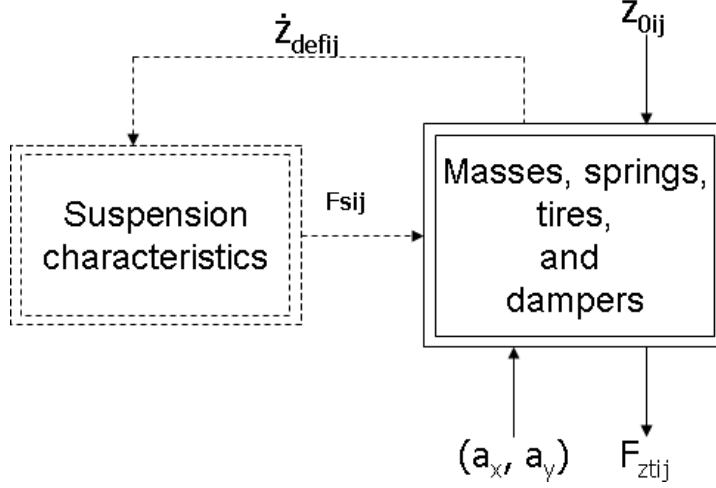 Ż_defij
Z_0ij
Suspension
characteristics
Fsij
Masses, springs,
tires,
and
dampers
(a_x, a_y)
F_ztij